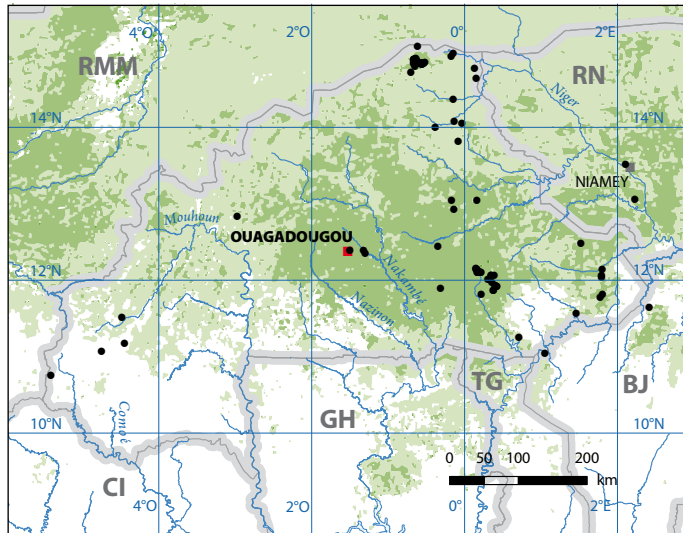 4°O 2°O 0° 2°E
RMM
RN
Niger
14°N 14°N
NIAMEY
Mouhoun
OUAGADOUGOU
Nakambé
12°N 12°N
Nazinon
TG
BJ
GH
Comoé
10°N 10°N
CI
0 50 100 200
km
4°O 2°O 0° 2°E